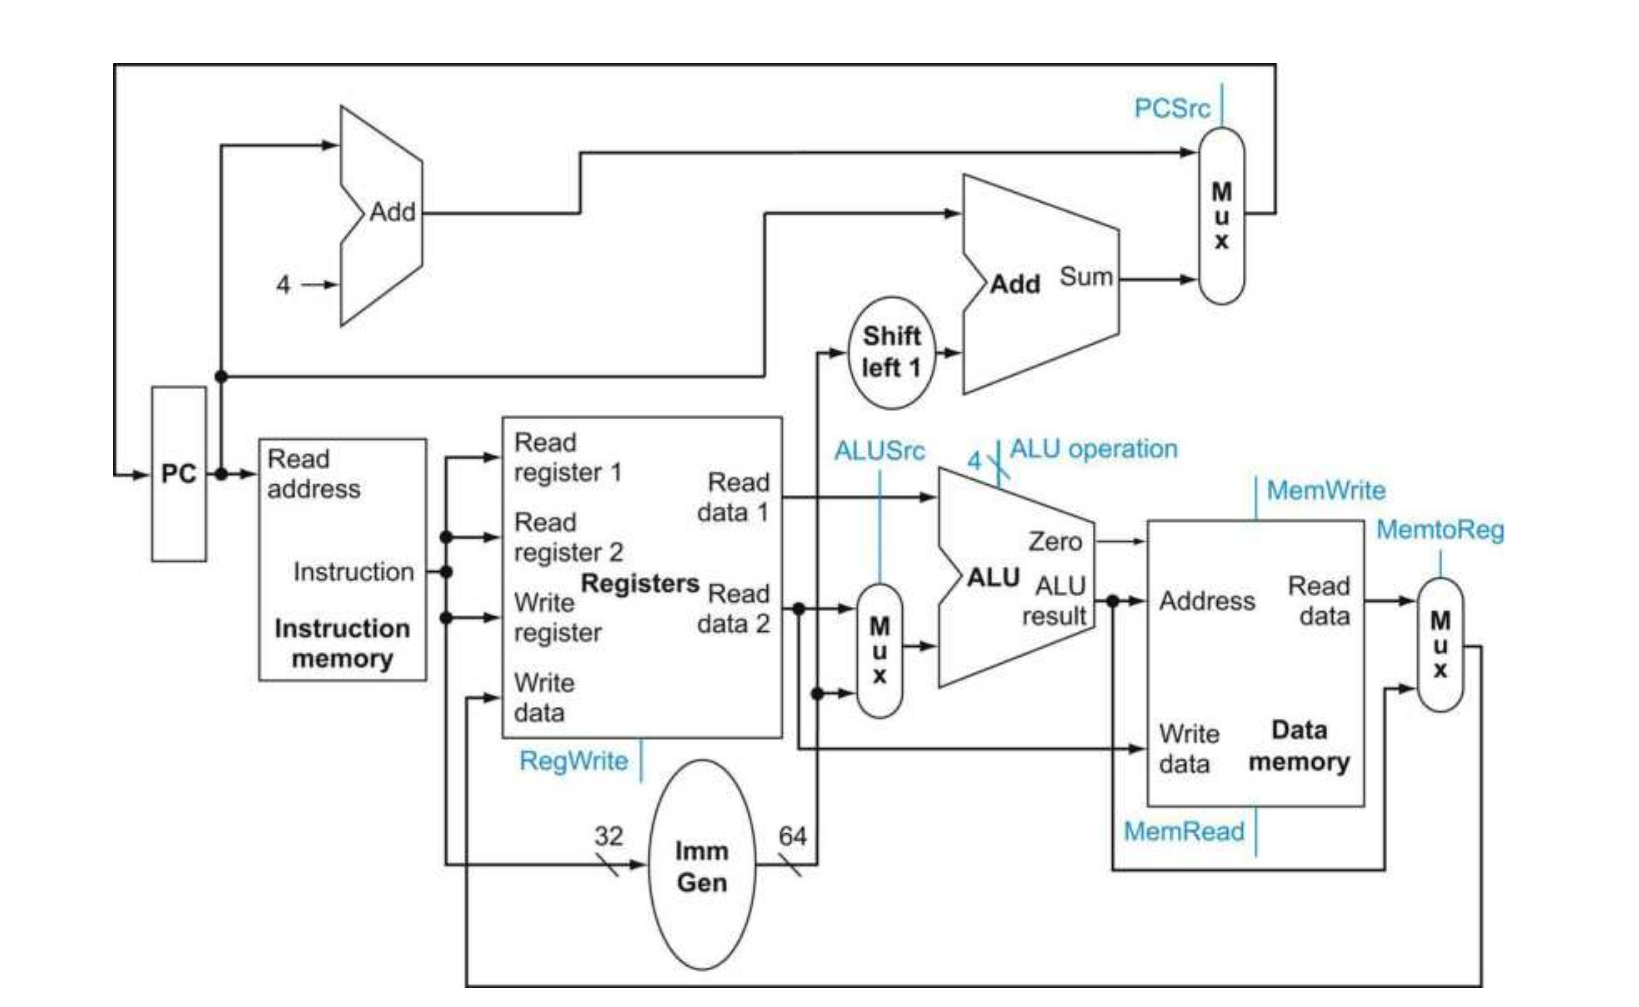 PCSrc
M
u
x
Add
4
Add Sum
Shift
left 1
PC
Read
address
Instruction
Instruction
memory
Read
register 1
Read
register 2
Write
register
Write
data
Registers
Read
data 1
Read
data 2
RegWrite
ALUSrc
M
u
x
4
ALU operation
Zero
ALU
ALU
result
MemWrite
Address
Read
data
Write
data
Data
memory
MemRead
MemtoReg
M
u
x
32
Imm
Gen
64